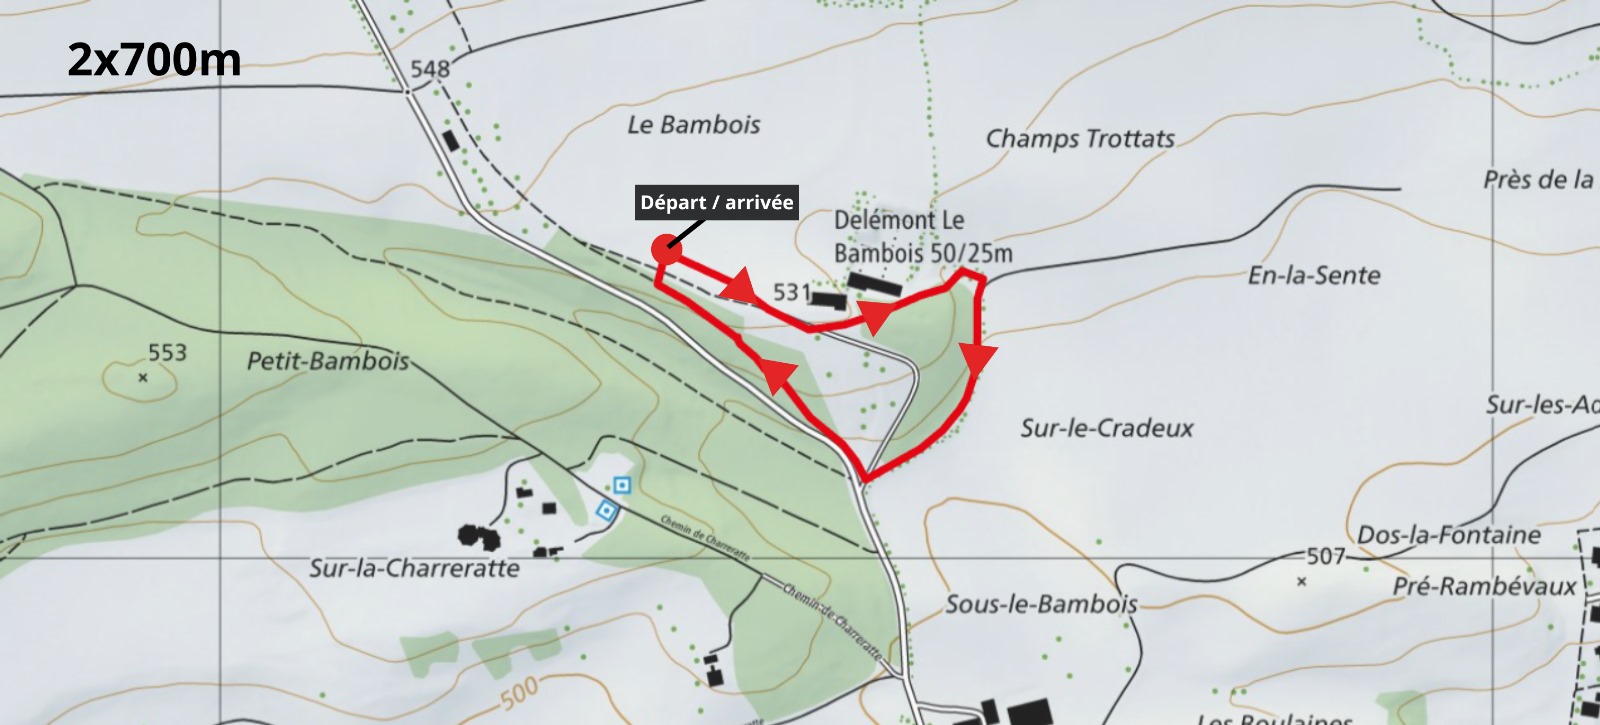 2x700m
548
Le Bambois
Champs Trottats
Près de la
Départ / arrivée
Delémont Le
Bambois 50/25m
En-la-Sente
531
553
Petit-Bambois
Sur-les-
Sur-le-Cradeux
Chemin de Charreratte
Dos-la-Fontaine
507
Sur-la-Charreratte
Pré-Rambévaux
Chemin-de-Charreratte
Sous-le-Bambois
500
Les Boulaines